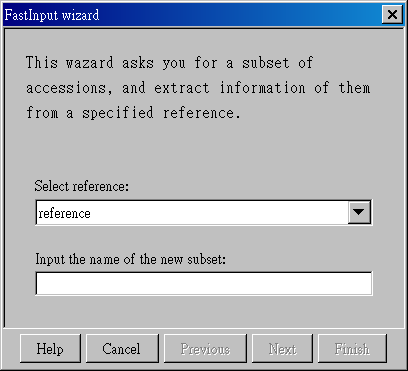 FastInput wizard
This wazard asks you for a subset of
accessions, and extract information of them
from a specified reference.
Select reference:
reference
Input the name of the new subset:
Help Cancel Previous Next Finish